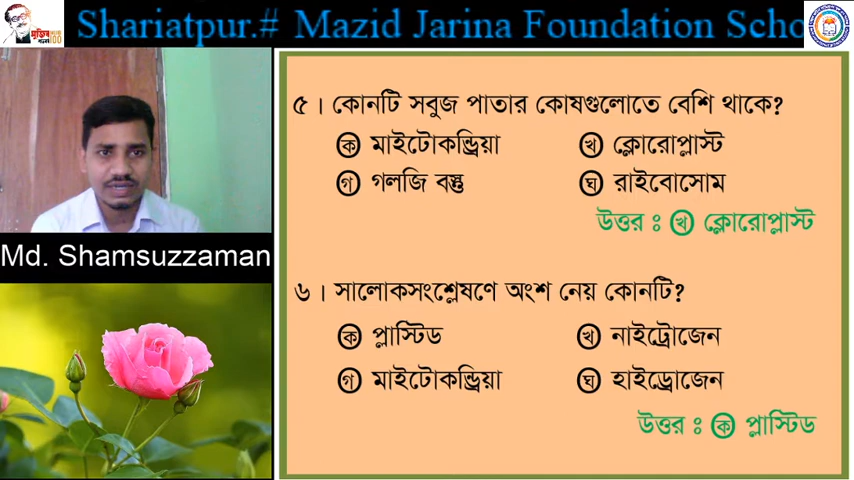 Shariatpur.# Mazid Jarina Foundation Scho
৫। কোনটি সবুজ পাতার কোষগুলোতে বেশি থাকে?
ক মাইটোকন্ড্রিয়া খ ক্লোরোপ্লাস্ট
গ গলজি বস্তু ঘ রাইবোসোম
উত্তর ঃ খ ক্লোরোপ্লাস্ট
Md. Shamsuzzaman
৬। সালোকসংশ্লেষণে অংশ নেয় কোনটি?
ক প্লাস্টিড খ নাইট্রোজেন
গ মাইটোকন্ড্রিয়া ঘ হাইড্রোজেন
উত্তর ঃ ক প্লাস্টিড